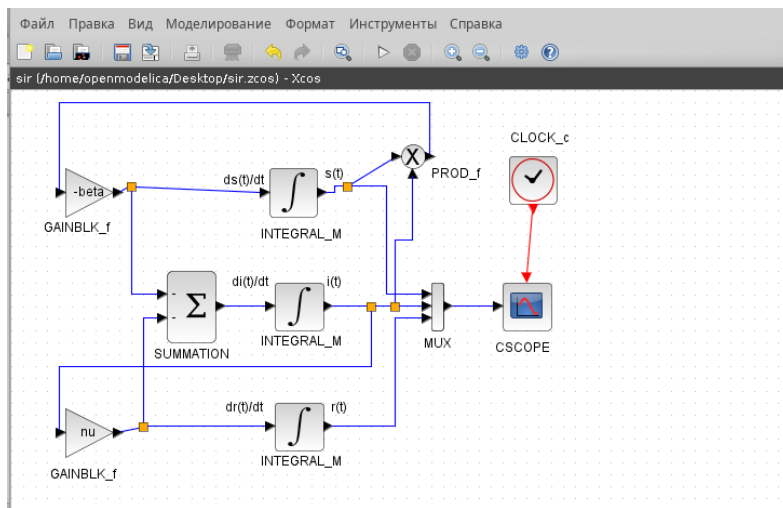 Файл Правка Вид Моделирование Формат Инструменты Справка
sir (/home/openmodelica/Desktop/sir.zcos) - Xcos
CLOCK_c
ds(t)/dt
s(t)
X
PROD_f
-beta
∫
GAINBLK_f
INTEGRAL_M
di(t)/dt
i(t)
-
-
Σ
∫
SUMMATION
INTEGRAL_M
MUX
CSCOPE
dr(t)/dt
r(t)
nu
∫
INTEGRAL_M
GAINBLK_f